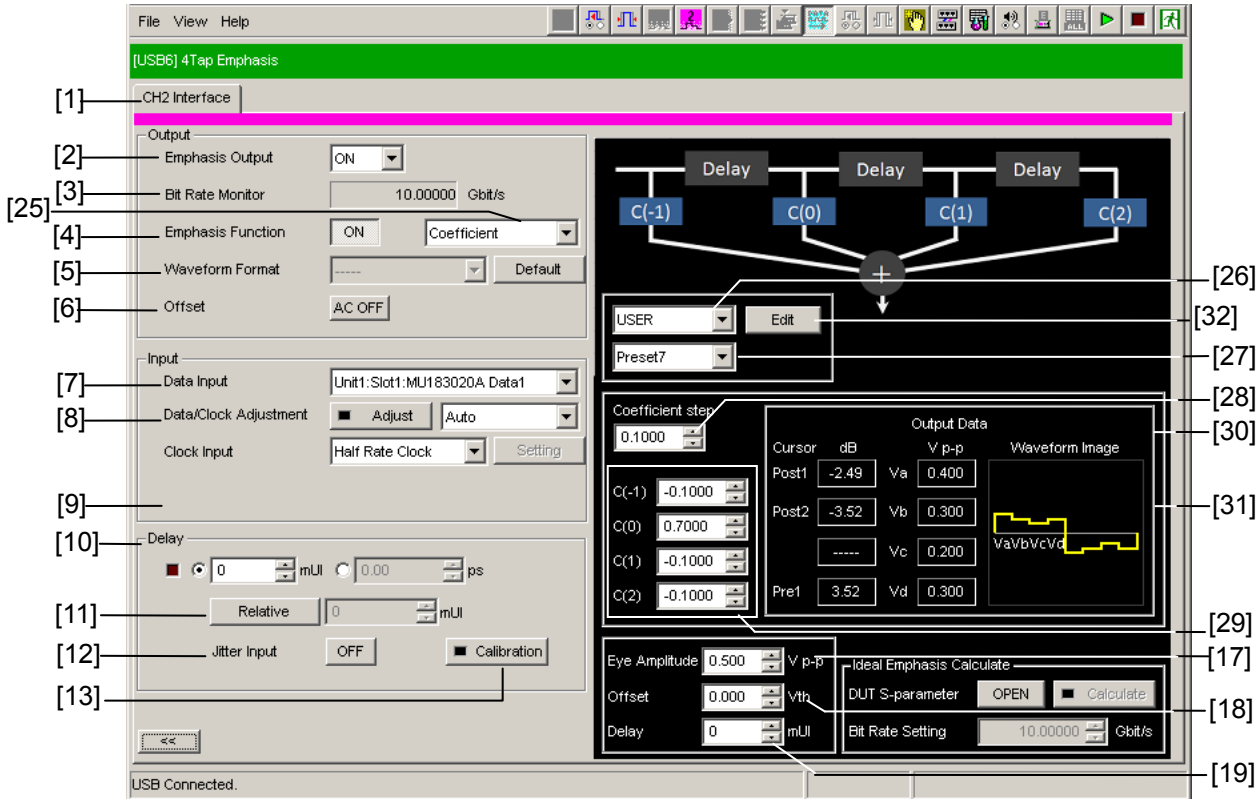 File View Help
ALL
[USB6] 4Tap Emphasis
[1] CH2 Interface
Output
[2] Emphasis Output ON
[3] Bit Rate Monitor 10.00000 Gbit/s
[25]
[4] Emphasis Function ON Coefficient
[5] Waveform Format ----- Default
[6] Offset AC OFF
Input
[7] Data Input Unit1:Slot1:MU183020A Data1
[8] Data/Clock Adjustment Adjust Auto
Clock Input Half Rate Clock Setting
[9]
[10] Delay
0 mUI 0.00 ps
[11] Relative 0 mUI
[12] Jitter Input OFF Calibration
[13]
<<
USB Connected.
Delay Delay Delay
C(-1) C(0) C(1) C(2)
+
[26]
USER Edit [32]
Preset7 [27]
Coefficient step [28]
0.1000
Output Data [30]
Cursor dB V p-p Waveform Image
Post1 -2.49 Va 0.400
Post2 -3.52 Vb 0.300 [31]
----- Vc 0.200
Pre1 3.52 Vd 0.300
VaVbVcVd
C(-1) -0.1000
C(0) 0.7000
C(1) -0.1000
C(2) -0.1000
[29]
Eye Amplitude 0.500 V p-p [17]
Offset 0.000 Vth [18]
Delay 0 mUI [19]
Ideal Emphasis Calculate
DUT S-parameter OPEN Calculate
Bit Rate Setting 10.00000 Gbit/s